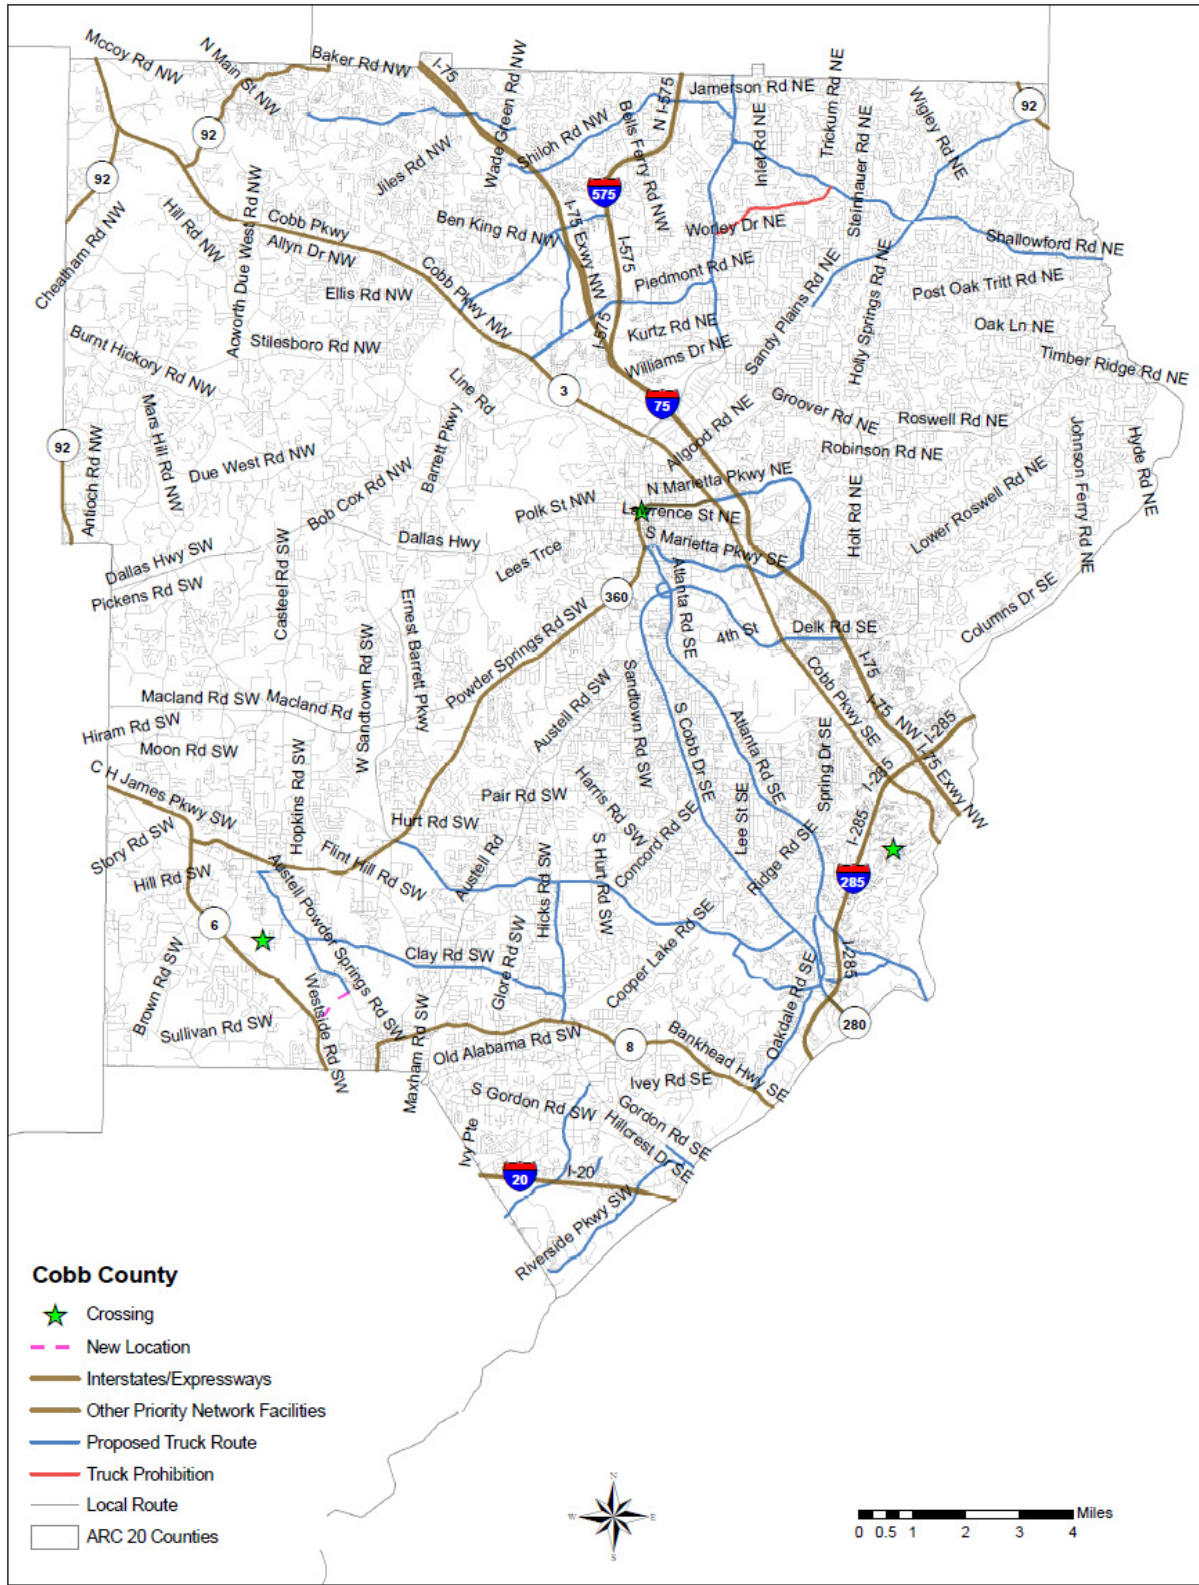 Mccoy Rd NW
N Main St NW
Baker Rd NW
I-75
Wade Green Rd NW
Bells Ferry Rd NW
N I-575
Jamerson Rd NE
Inlet Rd NE
Trickum Rd NE
Steinhauer Rd NE
Wigley Rd NE
92
92
92
Jiles Rd NW
Shiloh Rd NW
575
I-75 Exwy NW
I-575
Cheatham Rd NW
Hill Rd NW
Acworth Due West Rd NW
Cobb Pkwy
Allyn Dr NW
Ben King Rd NW
Worley Dr NE
Shallowford Rd NE
Ellis Rd NW
Cobb Pkwy NW
Piedmont Rd NE
Sandy Plains Rd NE
Holly Springs Rd NE
Post Oak Tritt Rd NE
Burnt Hickory Rd NW
Stilesboro Rd NW
I-575
Kurtz Rd NE
Williams Dr NE
Oak Ln NE
Timber Ridge Rd NE
Mars Hill Rd NW
Line Rd
3
75
Groover Rd NE
Roswell Rd NE
Robinson Rd NE
Johnson Ferry Rd NE
Hyde Rd NE
92
Antioch Rd NW
Due West Rd NW
Bob Cox Rd NW
Barrett Pkwy
Allgood Rd NE
N Marietta Pkwy NE
Polk St NW
Lawrence St NE
Holt Rd NE
Lower Roswell Rd NE
Dallas Hwy SW
Dallas Hwy
Lees Trce
S Marietta Pkwy SE
Pickens Rd SW
Casteel Rd SW
360
Atlanta Rd SE
4th St
Delk Rd SE
Columns Dr SE
Ernest Barrett Pkwy
W Sandtown Rd SW
Powder Springs Rd SW
Sandtown Rd SW
Cobb Pkwy SE
I-75
Macland Rd SW
Macland Rd
Hiram Rd SW
Moon Rd SW
Austell Rd SW
S Cobb Dr SE
Atlanta Rd SE
Spring Dr SE
I-75
NW
I-285
I-285
I-75 Exwy NW
C H James Pkwy SW
Hopkins Rd SW
Pair Rd SW
Harris Rd SW
Lee St SE
Story Rd SW
Hurt Rd SW
Flint Hill Rd SW
Austell Rd
Concord Rd SE
Ridge Rd SE
I-285
285
Hill Rd SW
Austell Powder Springs Rd SW
Hicks Rd SW
S Hurt Rd SW
6
Brown Rd SW
Clay Rd SW
Glore Rd SW
Cooper Lake Rd SE
I-285
Westside Rd SW
Oakdale Rd SE
280
Sullivan Rd SW
Maxham Rd SW
Old Alabama Rd SW
8
Bankhead Hwy SE
Ivey Rd SE
S Gordon Rd SW
Gordon Rd SE
Hillcrest Dr SE
Ivy Pte
20
I-20
Riverside Pkwy SW
Cobb County
Crossing
New Location
Interstates/Expressways
Other Priority Network Facilities
Proposed Truck Route
Truck Prohibition
Local Route
ARC 20 Counties
N
W E
S
Miles
0 0.5 1 2 3 4